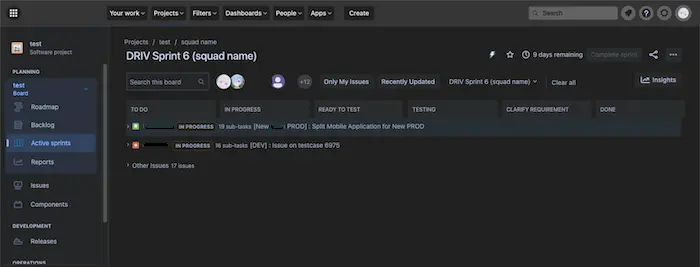 Your work Projects Filters Dashboards People Apps Create Search
test
Software project
PLANNING
test
Board
Roadmap
Backlog
Active sprints
Reports
Issues
Components
DEVELOPMENT
Releases
OPERATIONS
Projects / test / squad name
DRIV Sprint 6 (squad name)
9 days remaining Complete sprint
Search this board +12 Only My Issues Recently Updated DRIV Sprint 6 (squad name) Clear all Insights
TO DO IN PROGRESS READY TO TEST TESTING CLARIFY REQUIREMENT DONE
IN PROGRESS 19 sub-tasks [New PROD] : Split Mobile Application for New PROD
IN PROGRESS 16 sub-tasks [DEV] : Issue on testcase 6975
Other Issues 17 issues